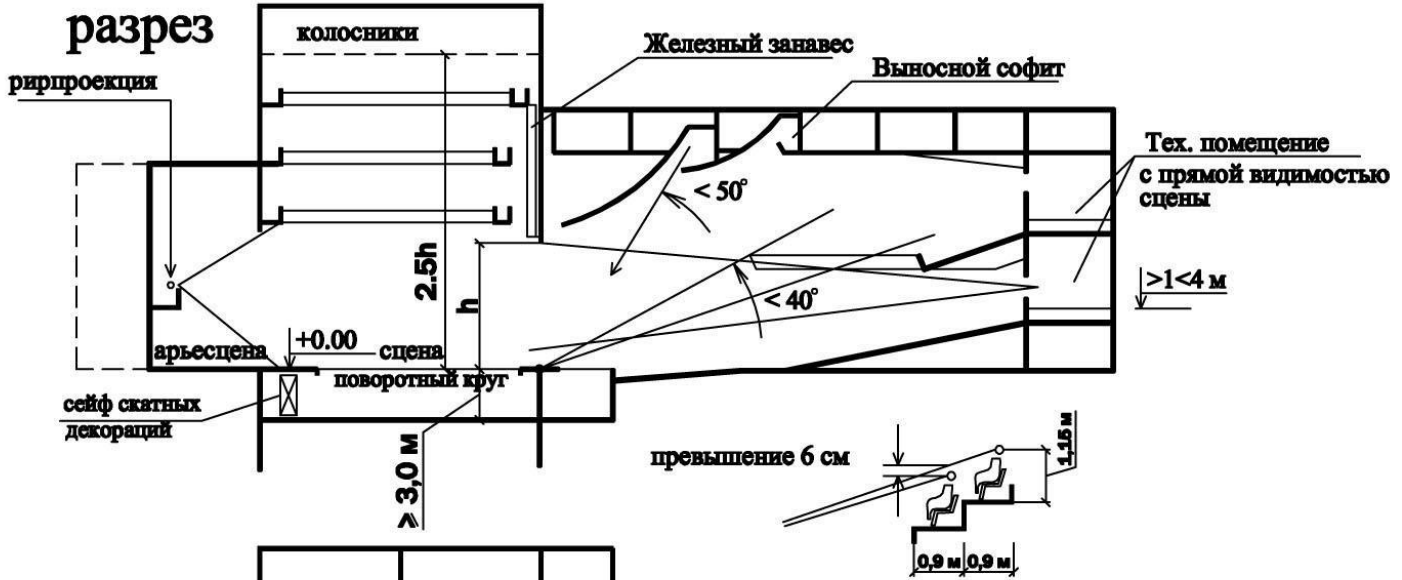 разрез
колосники
рирпроекция
Железный занавес
Выносной софит
Тех. помещение
с прямой видимостью
сцены
< 50°
2.5h
h
< 40°
>1<4 м
арьесцена
+0.00
сцена
поворотный круг
сейф скатных
декораций
> 3,0 м
превышение 6 см
1,15 м
0,9 м
0,9 м